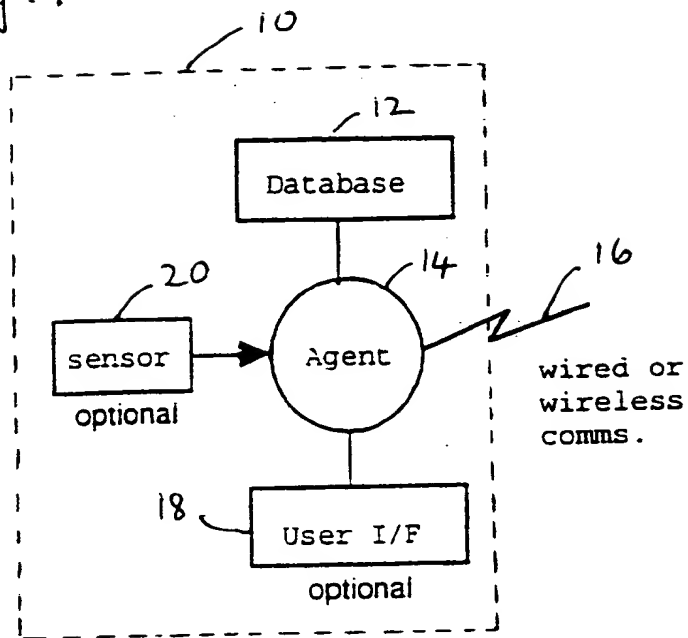 10
12
Database
14
16
20
sensor
Agent
optional
wired or
wireless
comms.
18
User I/F
optional